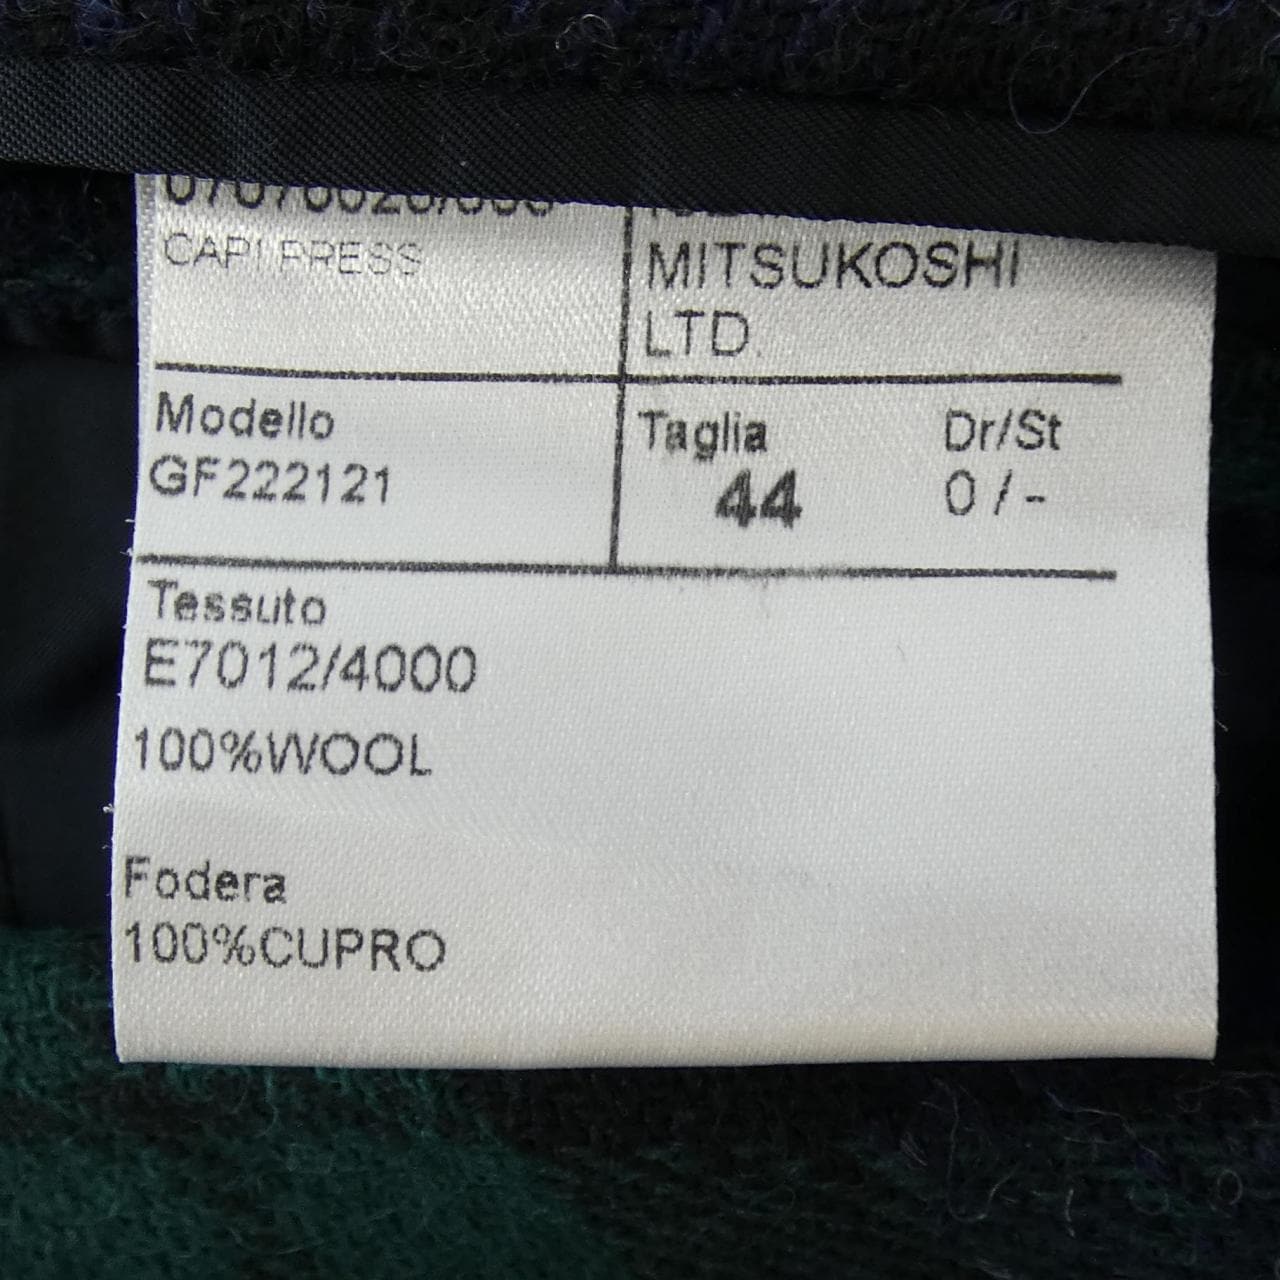 CAPI PRESS
MITSUKOSHI
LTD.
Modello
GF222121
Taglia
44
Dr/St
0 / -
Tessuto
E7012/4000
100%WOOL
Fodera
100%CUPRO